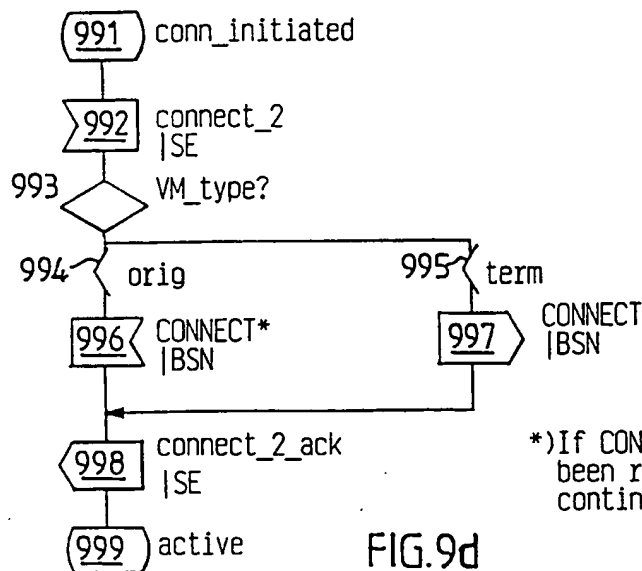 991 conn_initiated
992 connect_2
|SE
993 VM_type?
994 orig
995 term
996 CONNECT*
|BSN
997 CONNECT
|BSN
998 connect_2_ack
|SE
*)If CON
been r
contin
999 active
FIG.9d